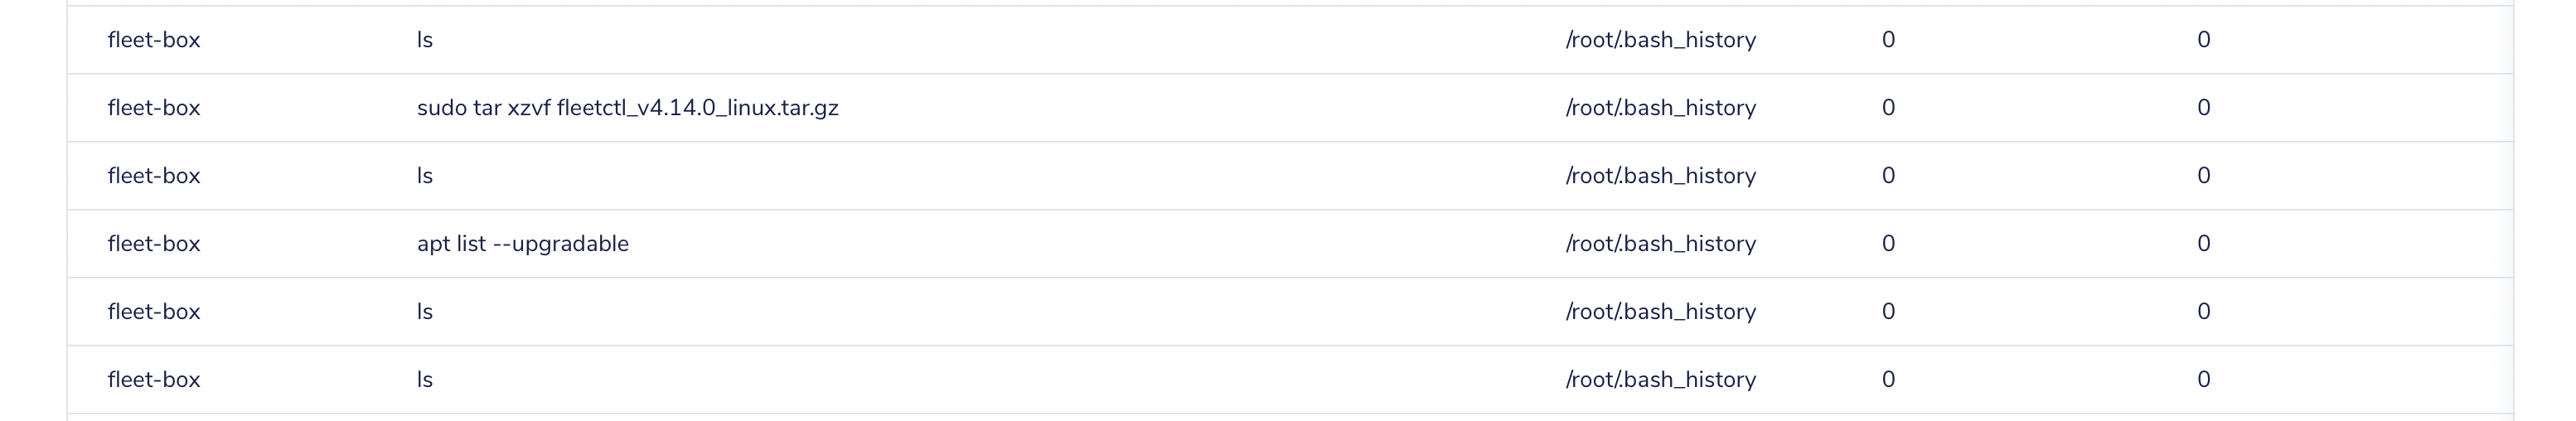 fleet-box ls /root/.bash_history 0 0
fleet-box sudo tar xzvf fleetctl_v4.14.0_linux.tar.gz /root/.bash_history 0 0
fleet-box ls /root/.bash_history 0 0
fleet-box apt list --upgradable /root/.bash_history 0 0
fleet-box ls /root/.bash_history 0 0
fleet-box ls /root/.bash_history 0 0